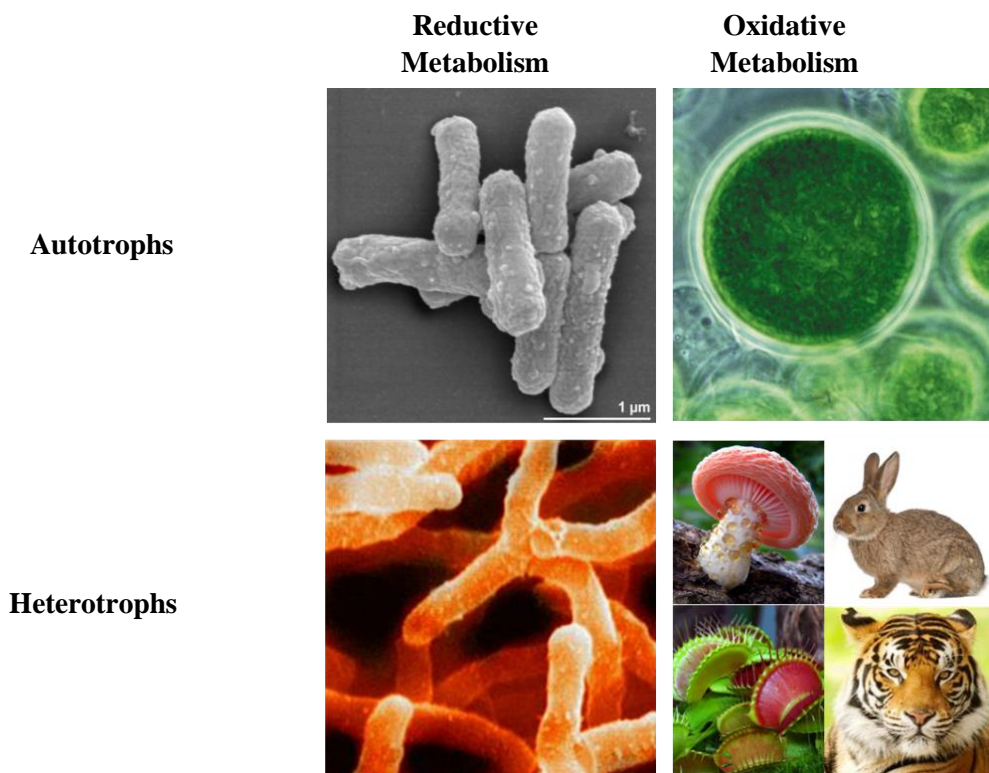 Reductive
Metabolism
Oxidative
Metabolism
Autotrophs
1 µm
Heterotrophs